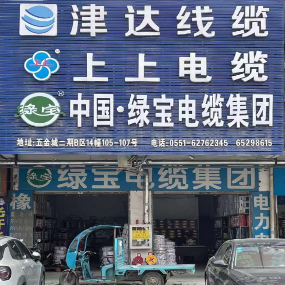 津达线缆
上上电缆
绿宝 中国·绿宝电缆集团
地址:五金城二期B区14幢105-107号 电话:0551-62762345 65298615
绿宝 绿宝电缆集团
橡
电力